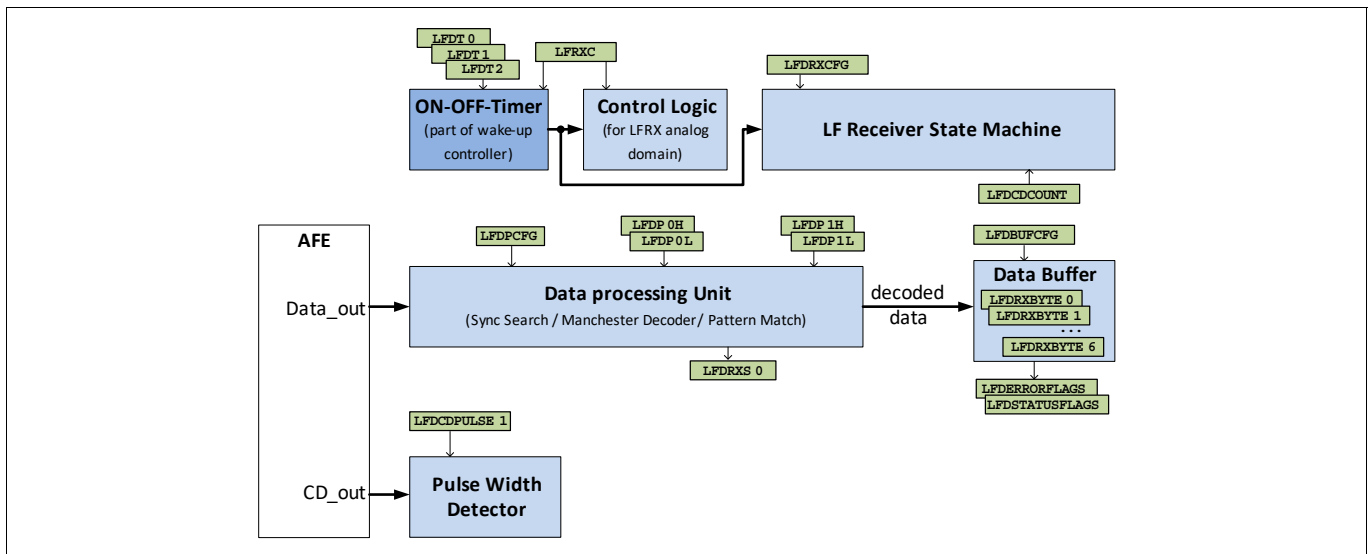 LFDT 0
LFDT 1
LFDT 2
LFRXC
LFDRXCFG
ON-OFF-Timer
(part of wake-up
controller)
Control Logic
(for LFRX analog
domain)
LF Receiver State Machine
LFDCDCOUNT
AFE
Data_out
CD_out
LFDPCFG
LFDP 0H
LFDP 0L
LFDP 1H
LFDP 1L
Data processing Unit
(Sync Search / Manchester Decoder/ Pattern Match)
LFDRXS 0
decoded
data
LFDBUFCFG
Data Buffer
LFDRXBYTE 0
LFDRXBYTE 1
...
LFDRXBYTE 6
LFDERRORFLAGS
LFDSTATUSFLAGS
LFDCDPULSE 1
Pulse Width
Detector